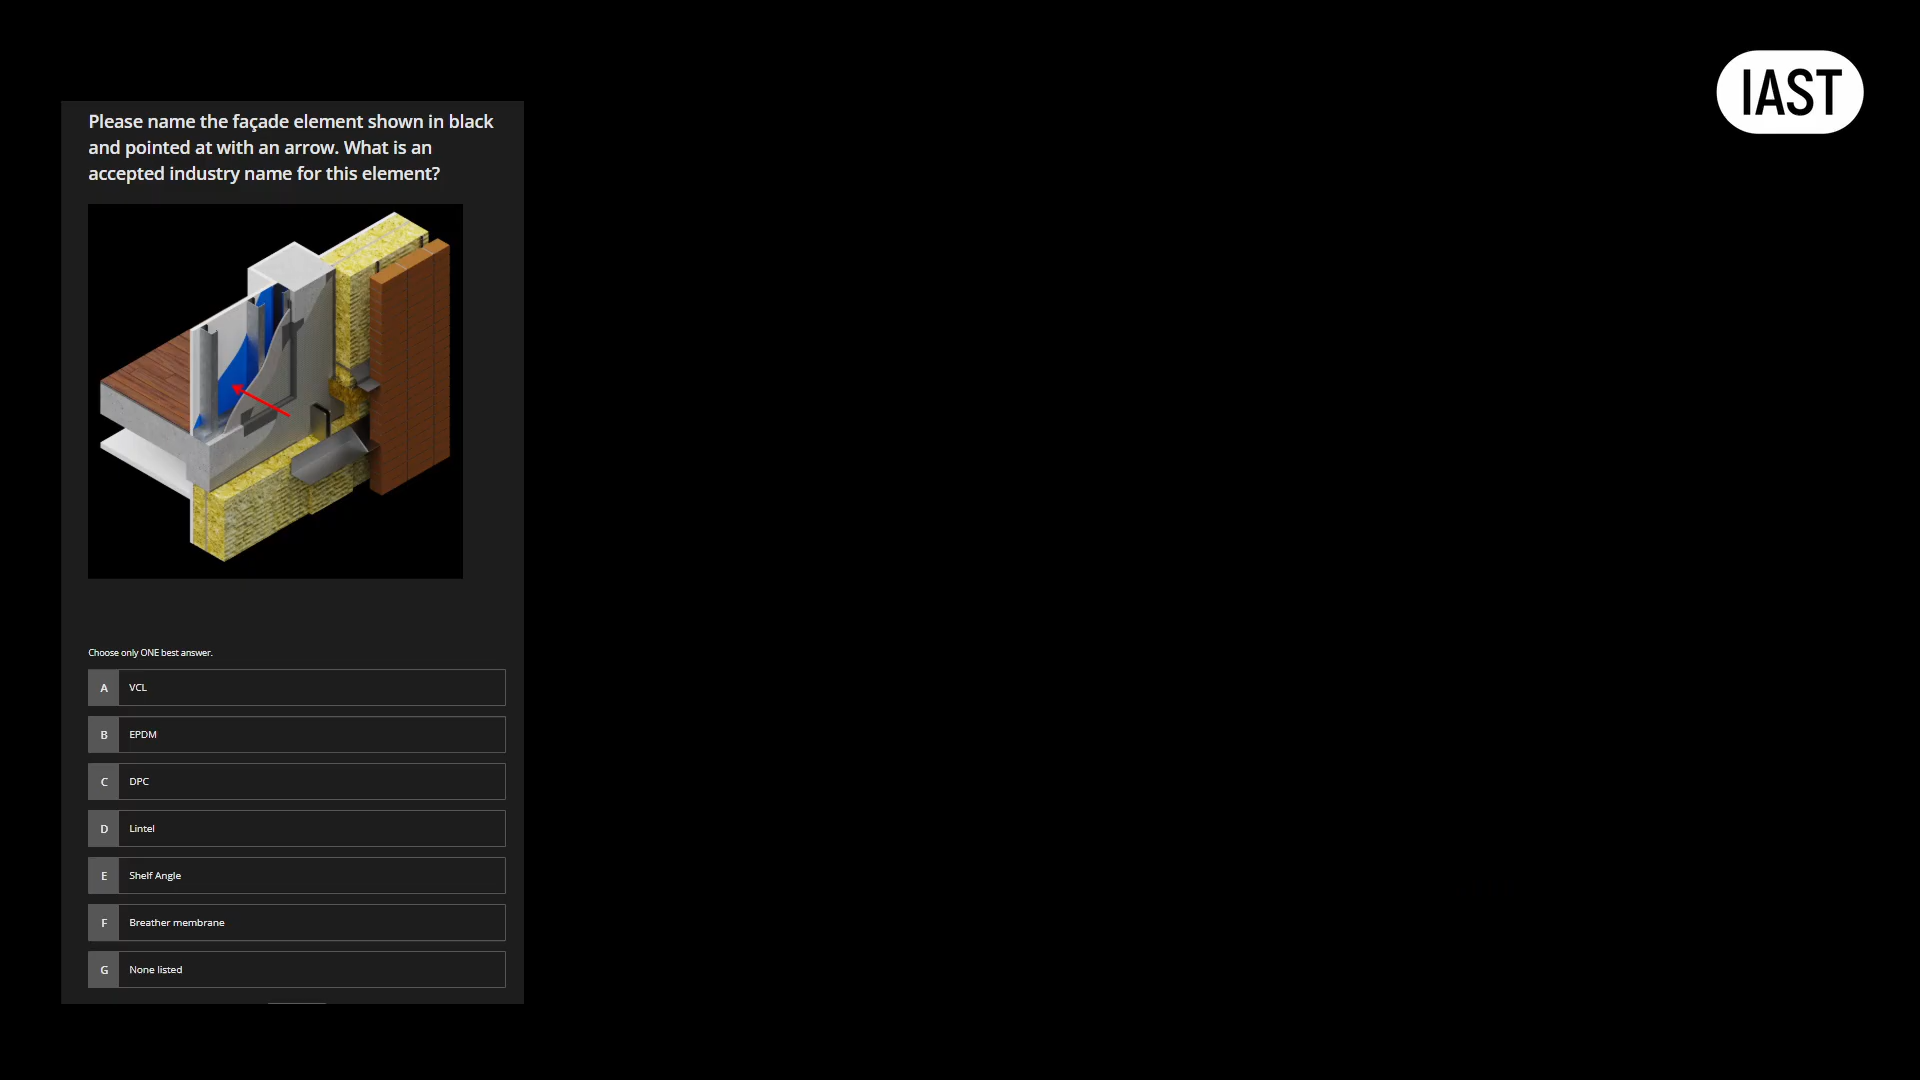 IAST
Please name the façade element shown in black
and pointed at with an arrow. What is an
accepted industry name for this element?
Choose only ONE best answer.
A VCL
B EPDM
C DPC
D Lintel
E Shelf Angle
F Breather membrane
G None listed